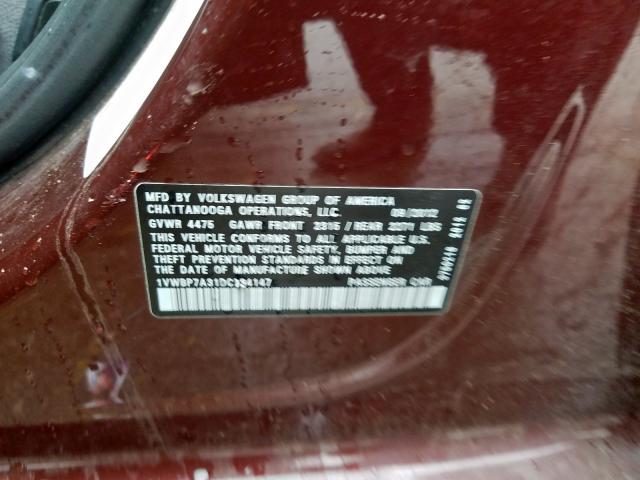 MFD BY VOLKSWAGEN GROUP OF AMERICA
CHATTANOOGA OPERATIONS, LLC. 09/2012
GVWR 4475 GAWR FRONT 2315 / REAR 2271 LBS
THIS VEHICLE CONFORMS TO ALL APPLICABLE U.S.
FEDERAL MOTOR VEHICLE SAFETY, BUMPER AND
THEFT PREVENTION STANDARDS IN EFFECT ON
THE DATE OF MANUFACTURE SHOWN ABOVE
PASSENGER CAR